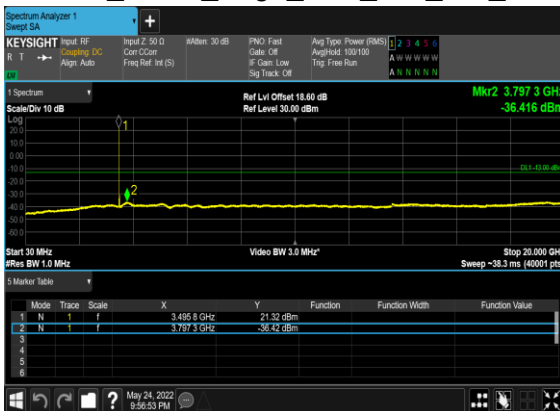 Spectrum Analyzer 1
Swept SA
KEYSIGHT Input: RF Input Z: 50 Ω #Atten: 30 dB PNO: Fast Avg Type: Power (RMS) 1 2 3 4 5 6
R T Coupling: DC Corr CCorr Gate: Off Avg|Hold: 100/100 A W W W W W
Align: Auto Freq Ref: Int (S) IF Gain: Low Trig: Free Run
Sig Track: Off A N N N N N
1 Spectrum Ref Lvl Offset 18.60 dB Mkr2 3.797 3 GHz
Scale/Div 10 dB Ref Level 30.00 dBm -36.416 dBm
Log
20.0 1
10.0
0.00
-10.0 DL1 -13.00 dBm
-20.0
-30.0 2
-40.0
-50.0
-60.0
Start 30 MHz Video BW 3.0 MHz* Stop 20.000 GHz
#Res BW 1.0 MHz Sweep ~38.3 ms (40001 pts)
5 Marker Table
Mode Trace Scale X Y Function Function Width Function Value
1 N 1 f 3.495 8 GHz 21.32 dBm
2 N 1 f 3.797 3 GHz -36.42 dBm
3
4
5
6
? May 24, 2022
9:56:53 PM